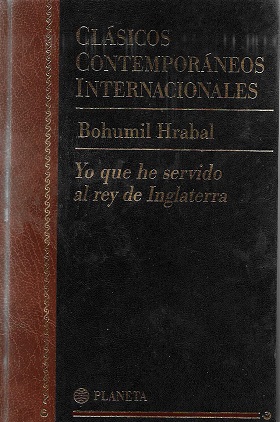 CLÁSICOS
CONTEMPORÁNEOS
INTERNACIONALES
Bohumil Hrabal
Yo que he servido
al rey de Inglaterra
PLANETA